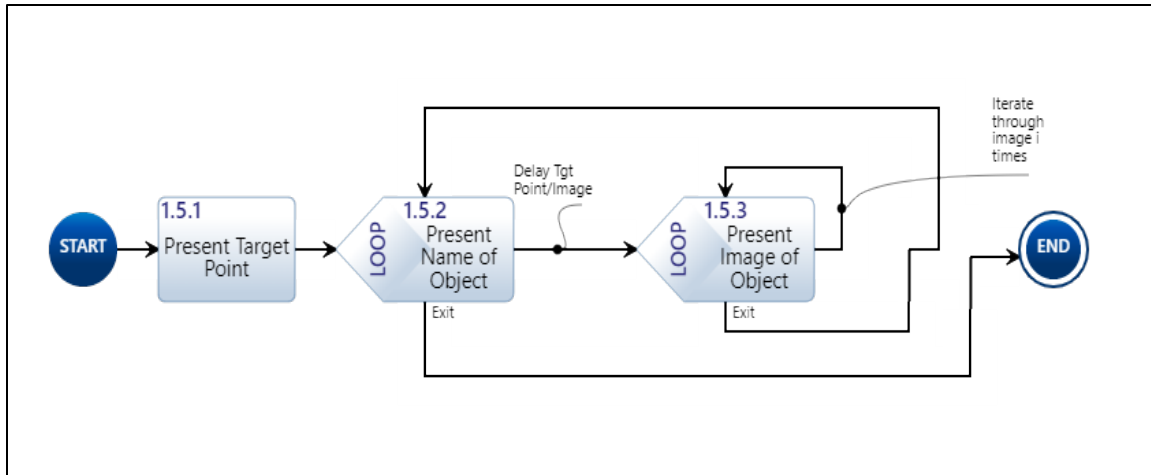 START
1.5.1
Present Target
Point
LOOP
1.5.2
Present
Name of
Object
Exit
Delay Tgt
Point/Image
LOOP
1.5.3
Present
Image of
Object
Exit
Iterate
through
image i
times
END